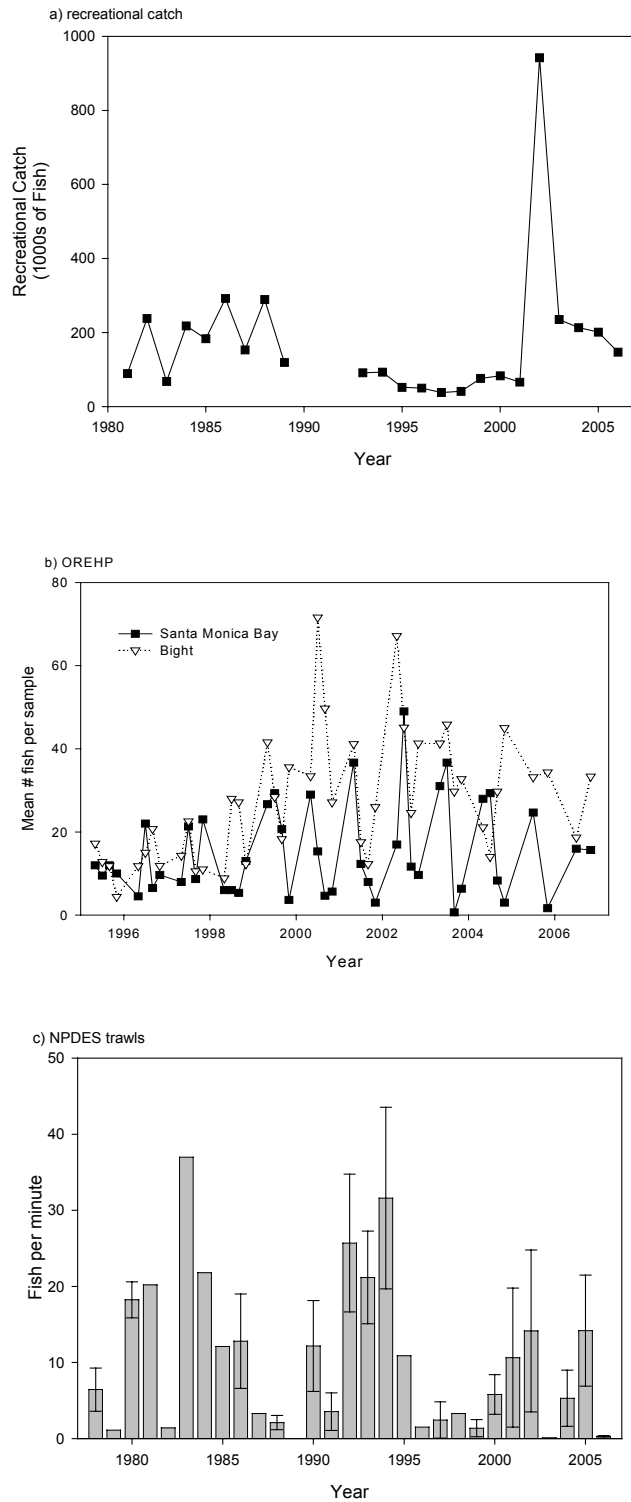 a) recreational catch
1000
800
600
400
200
0
Recreational Catch
(1000s of Fish)
1980 1985 1990 1995 2000 2005
Year
b) OREHP
80
60
40
20
0
Mean # fish per sample
Santa Monica Bay
Bight
1996 1998 2000 2002 2004 2006
Year
c) NPDES trawls
50
40
30
20
10
0
Fish per minute
1980 1985 1990 1995 2000 2005
Year